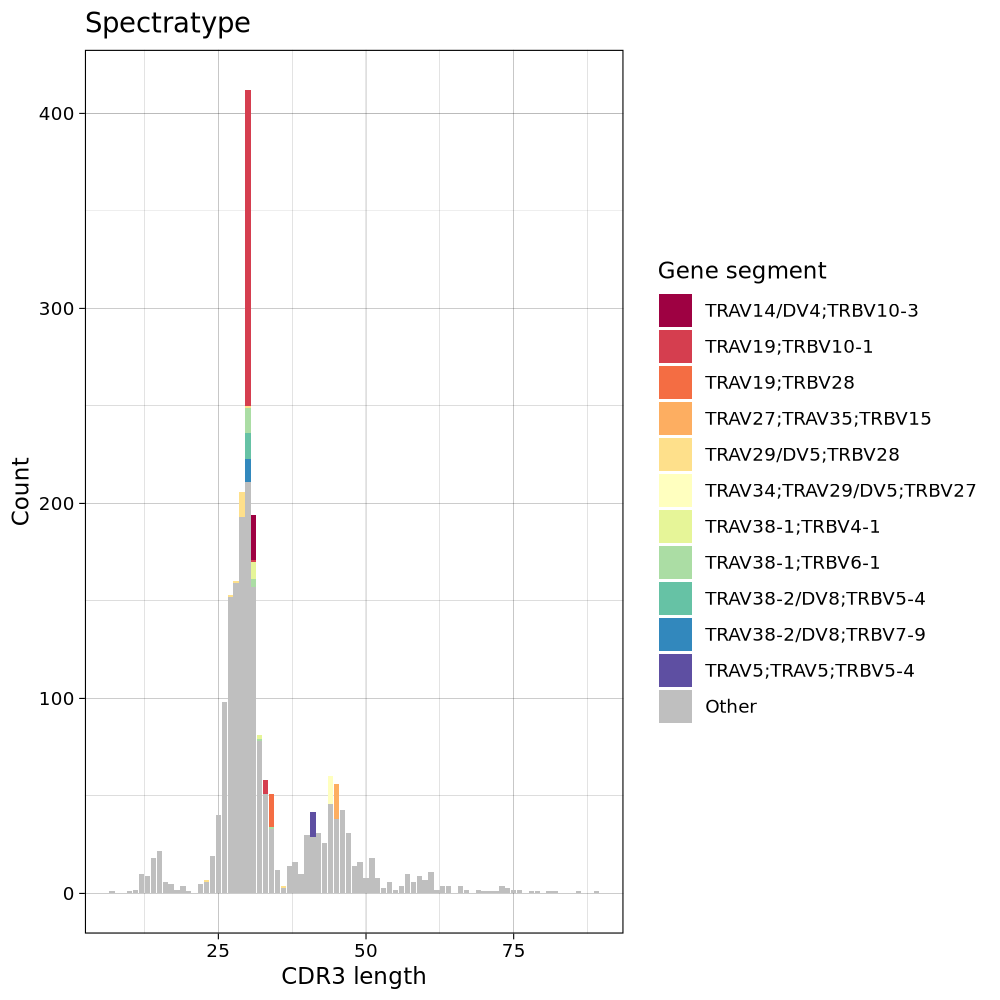 Spectratype
400
300
200
100
0
Count
25
50
75
CDR3 length
Gene segment
TRAV14/DV4;TRBV10-3
TRAV19;TRBV10-1
TRAV19;TRBV28
TRAV27;TRAV35;TRBV15
TRAV29/DV5;TRBV28
TRAV34;TRAV29/DV5;TRBV27
TRAV38-1;TRBV4-1
TRAV38-1;TRBV6-1
TRAV38-2/DV8;TRBV5-4
TRAV38-2/DV8;TRBV7-9
TRAV5;TRAV5;TRBV5-4
Other